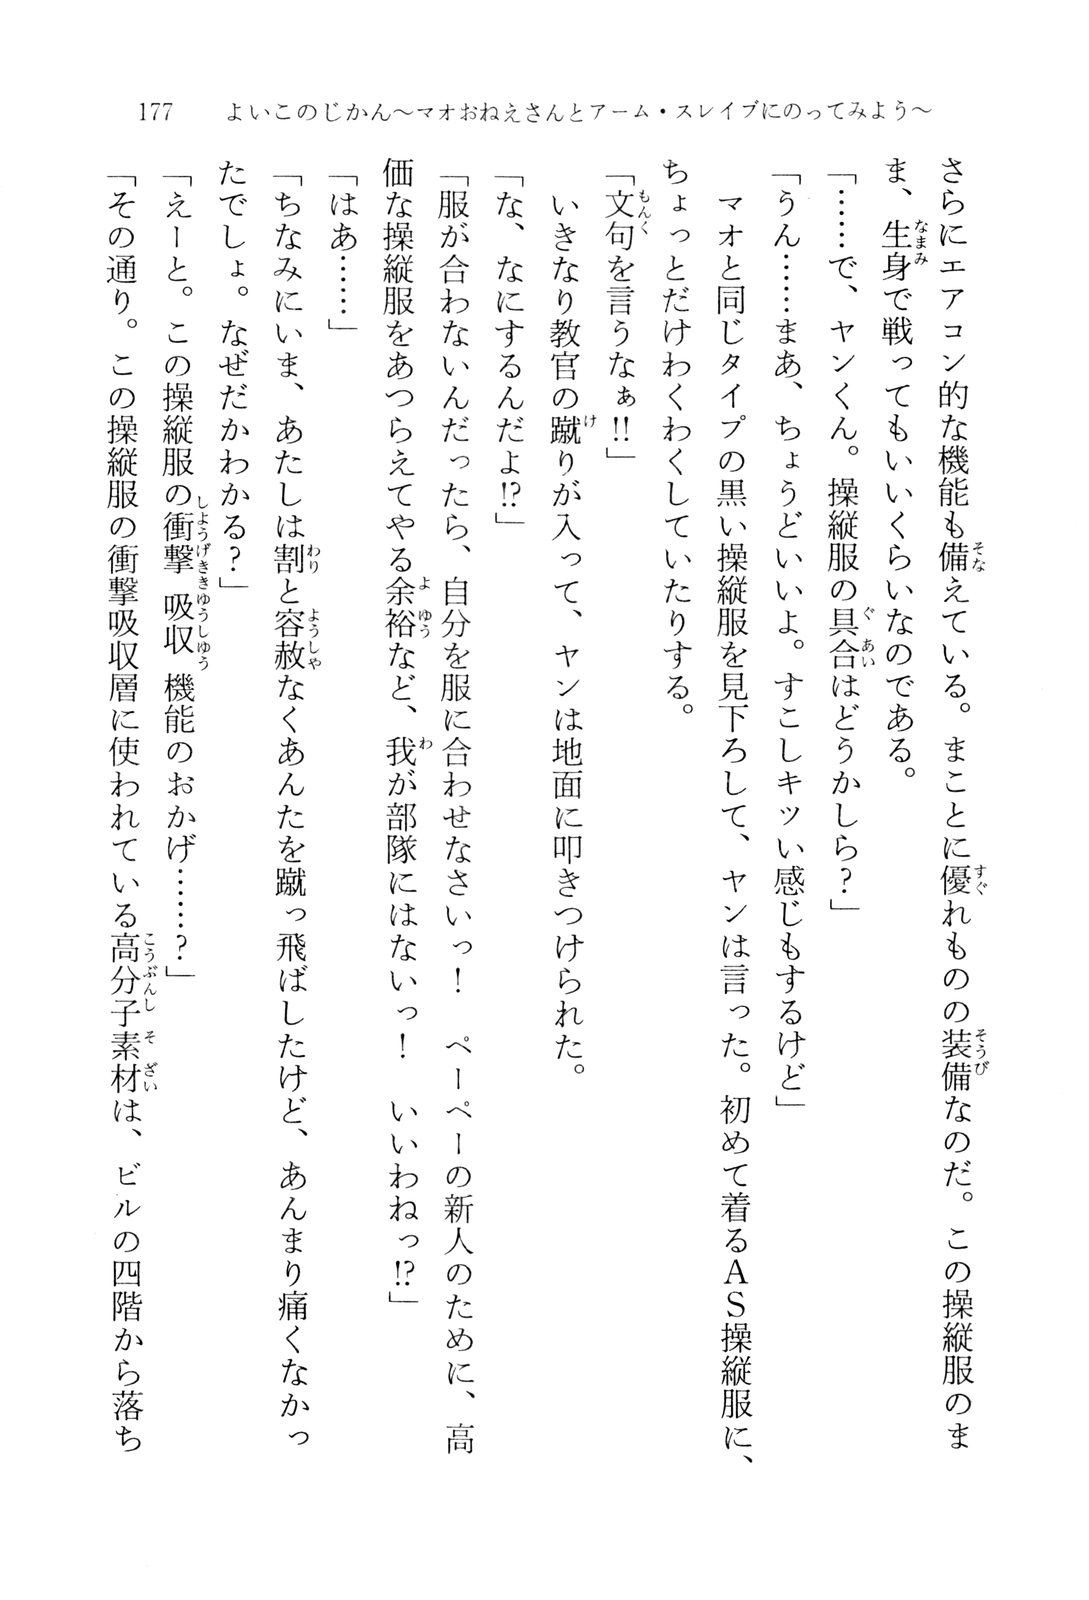 177　よいこのじかん〜マオおねえさんとアーム・スレイブにのってみよう〜
さらにエアコン的な機能も備えている。まことに優れものの装備なのだ。この操縦服のま
ま、生身で戦ってもいいくらいなのである。
「……で、ヤンくん。操縦服の具合はどうかしら？」
「うん……まあ、ちょうどいいよ。すこしキツい感じもするけど」
　マオと同じタイプの黒い操縦服を見下ろして、ヤンは言った。初めて着るＡＳ操縦服に、
ちょっとだけわくわくしていたりする。
「文句を言うなぁ!!」
　いきなり教官の蹴りが入って、ヤンは地面に叩きつけられた。
「な、なにするんだよ!?」
「服が合わないんだったら、自分を服に合わせなさいっ！　ペーペーの新人のために、高
価な操縦服をあつらえてやる余裕など、我が部隊にはないっ！　いいわねっ!?」
「はあ……」
「ちなみにいま、あたしは割と容赦なくあんたを蹴っ飛ばしたけど、あんまり痛くなかっ
たでしょ。なぜだかわかる？」
「えーと。この操縦服の衝撃吸収機能のおかげ……？」
「その通り。この操縦服の衝撃吸収層に使われている高分子素材は、ビルの四階から落ち